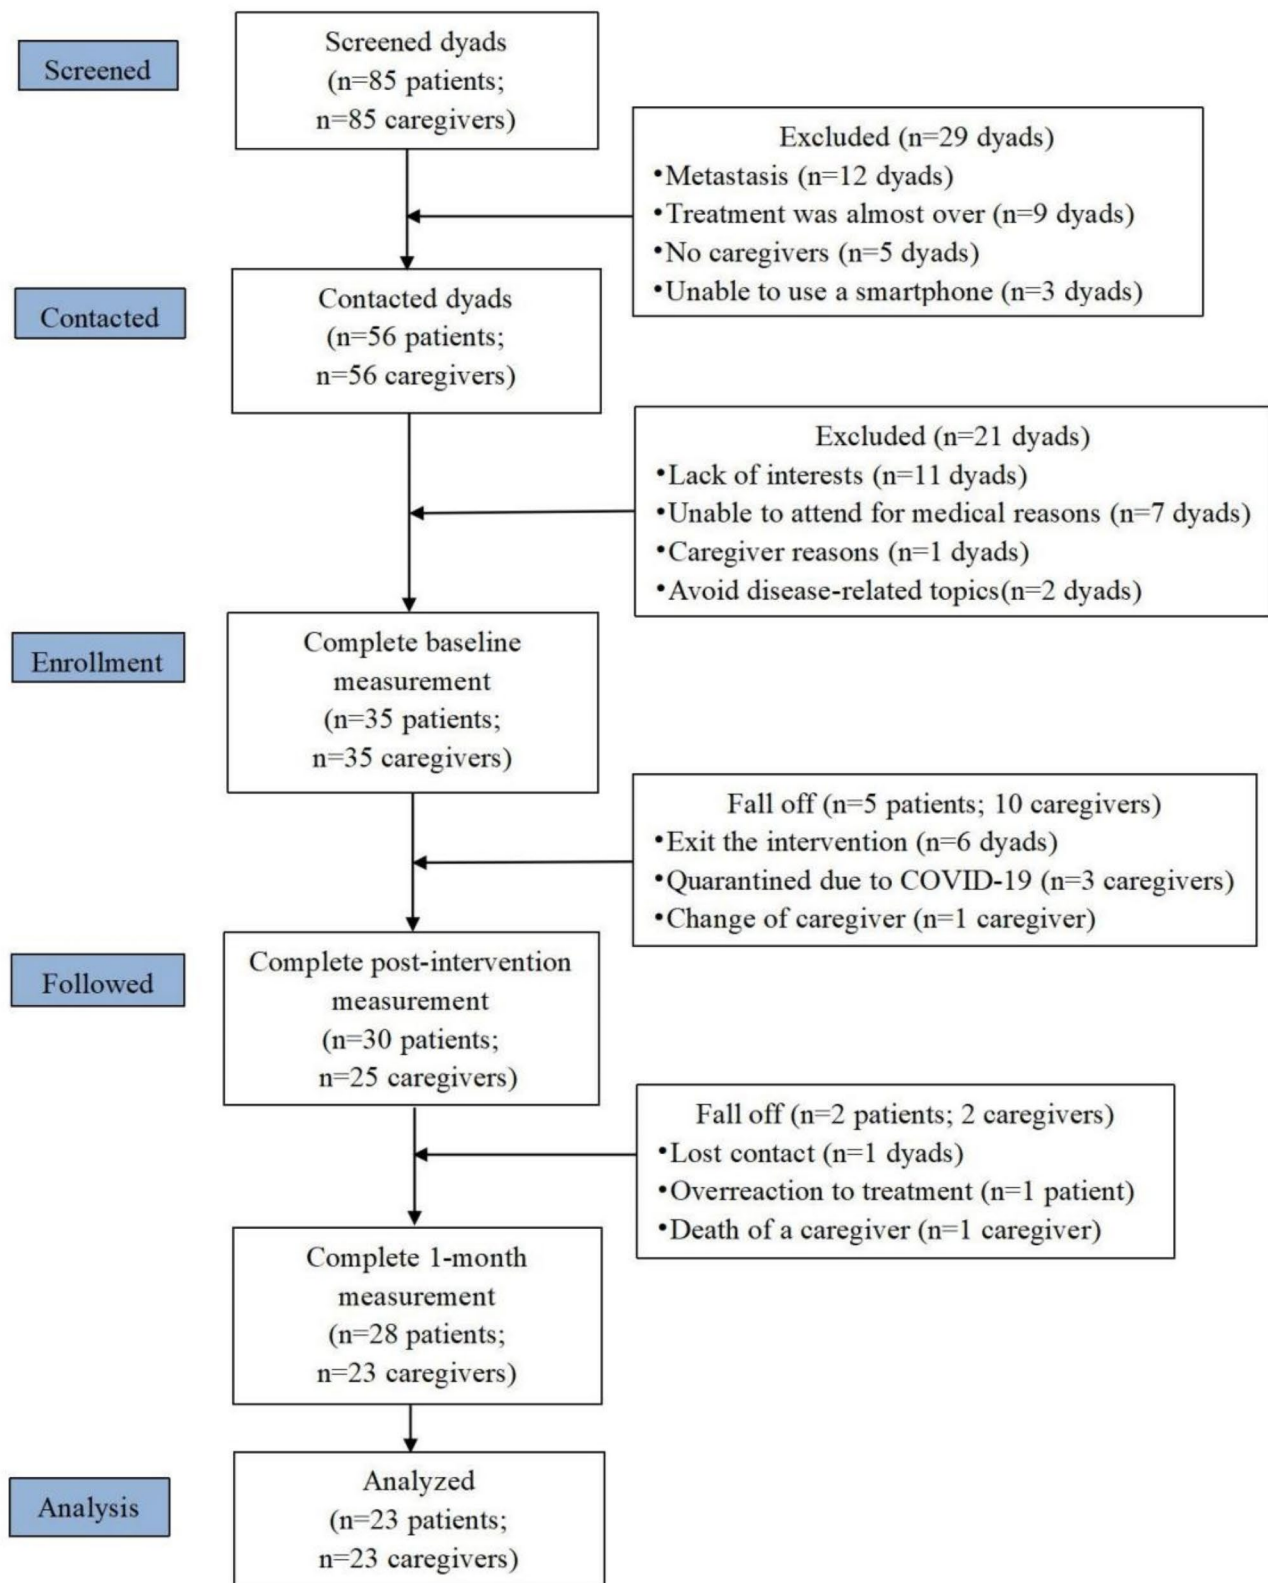 Screened
Screened dyads
(n=85 patients;
n=85 caregivers)
Excluded (n=29 dyads)
•Metastasis (n=12 dyads)
•Treatment was almost over (n=9 dyads)
•No caregivers (n=5 dyads)
•Unable to use a smartphone (n=3 dyads)
Contacted
Contacted dyads
(n=56 patients;
n=56 caregivers)
Excluded (n=21 dyads)
•Lack of interests (n=11 dyads)
•Unable to attend for medical reasons (n=7 dyads)
•Caregiver reasons (n=1 dyads)
•Avoid disease-related topics(n=2 dyads)
Enrollment
Complete baseline
measurement
(n=35 patients;
n=35 caregivers)
Fall off (n=5 patients; 10 caregivers)
•Exit the intervention (n=6 dyads)
•Quarantined due to COVID-19 (n=3 caregivers)
•Change of caregiver (n=1 caregiver)
Followed
Complete post-intervention
measurement
(n=30 patients;
n=25 caregivers)
Fall off (n=2 patients; 2 caregivers)
•Lost contact (n=1 dyads)
•Overreaction to treatment (n=1 patient)
•Death of a caregiver (n=1 caregiver)
Complete 1-month
measurement
(n=28 patients;
n=23 caregivers)
Analysis
Analyzed
(n=23 patients;
n=23 caregivers)